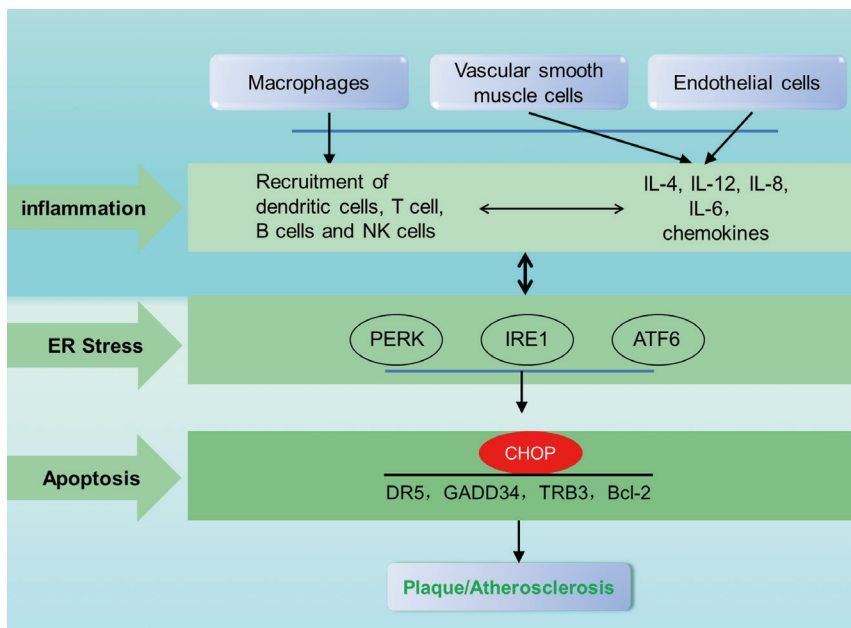 Macrophages
Vascular smooth
muscle cells
Endothelial cells
inflammation
Recruitment of
dendritic cells, T cell,
B cells and NK cells
IL-4, IL-12, IL-8,
IL-6，
chemokines
ER Stress
PERK
IRE1
ATF6
Apoptosis
CHOP
DR5，GADD34，TRB3，Bcl-2
Plaque/Atherosclerosis